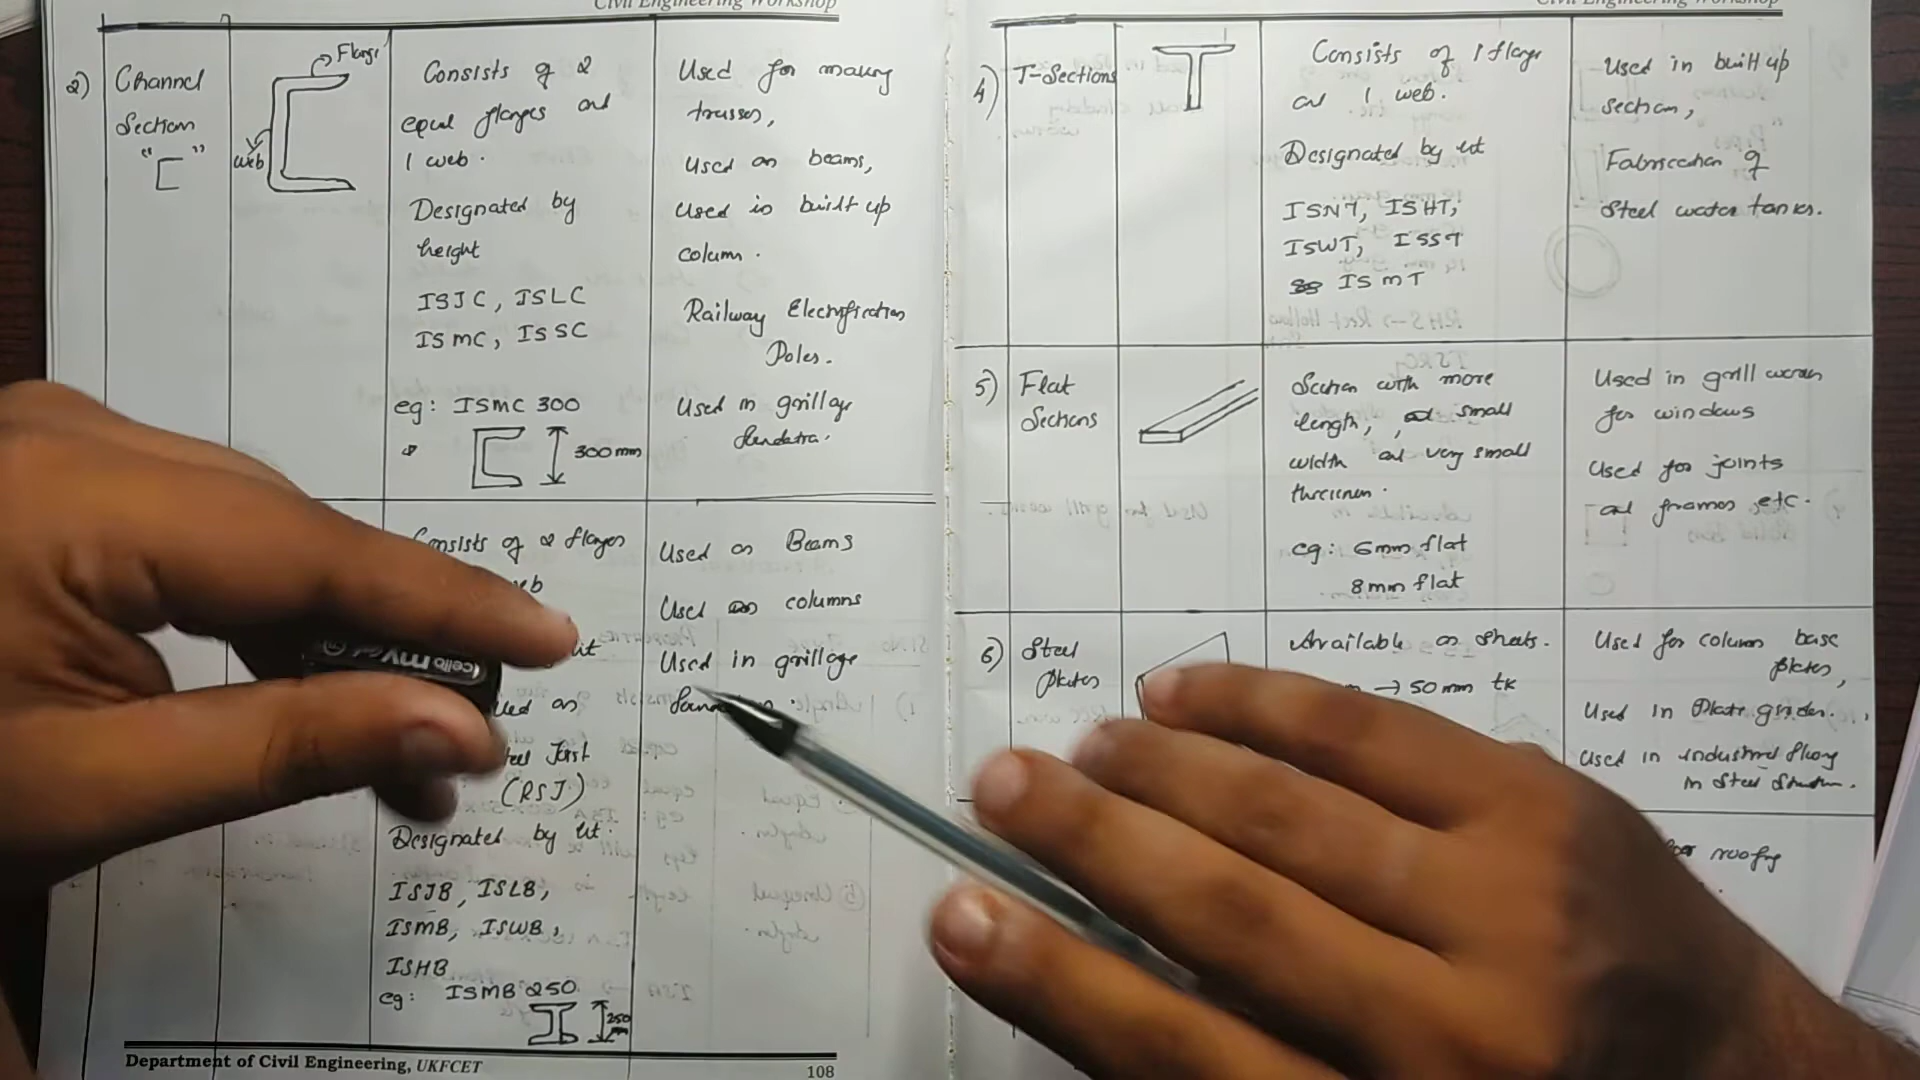 Civil Engineering Workshop
2) Channel
Section
"[ "
Flange
web
Consists of 2
equal flanges and
1 web.
Designated by
height
ISJC, ISLC
ISMC, ISSC
eg: ISMC 300
300mm
Used for making
trusses,
Used as beams,
Used in built up
column.
Railway Electrification
Poles.
Used in grillage
Consists of 2 flanges
(RSJ)
Designated by wt.
ISJB, ISLB,
ISMB, ISWB,
ISHB
eg: ISMB 250
250
mm
Used as Beams
Used as columns
Used in grillage
Department of Civil Engineering, UKFCET
108
Civil Engineering Workshop
4) T-Sections
Consists of 1 flange
and 1 web.
Designated by wt
ISNT, ISHT,
ISWT, ISST
ISMT
Used in built up
section,
Fabrication of
Steel water tanks.
5) Flat
Sections
Section with more
length, small
width and very small
thickness.
eg: 6mm flat
8mm flat
Used in grill works
for windows
Used for joints
and frames etc.
6) Steel
plates
Available as sheets.
→ 50mm tk
Used for column base
plates,
Used in Plate girder.
Used in industrial
in Steel
roofing
cello my